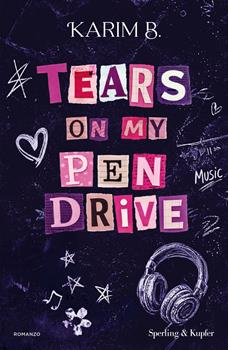 KARIM B.
TEARS
ON MY
PEN
DRiVE
MUSIC
ROMANZO
Sperling & Kupfer